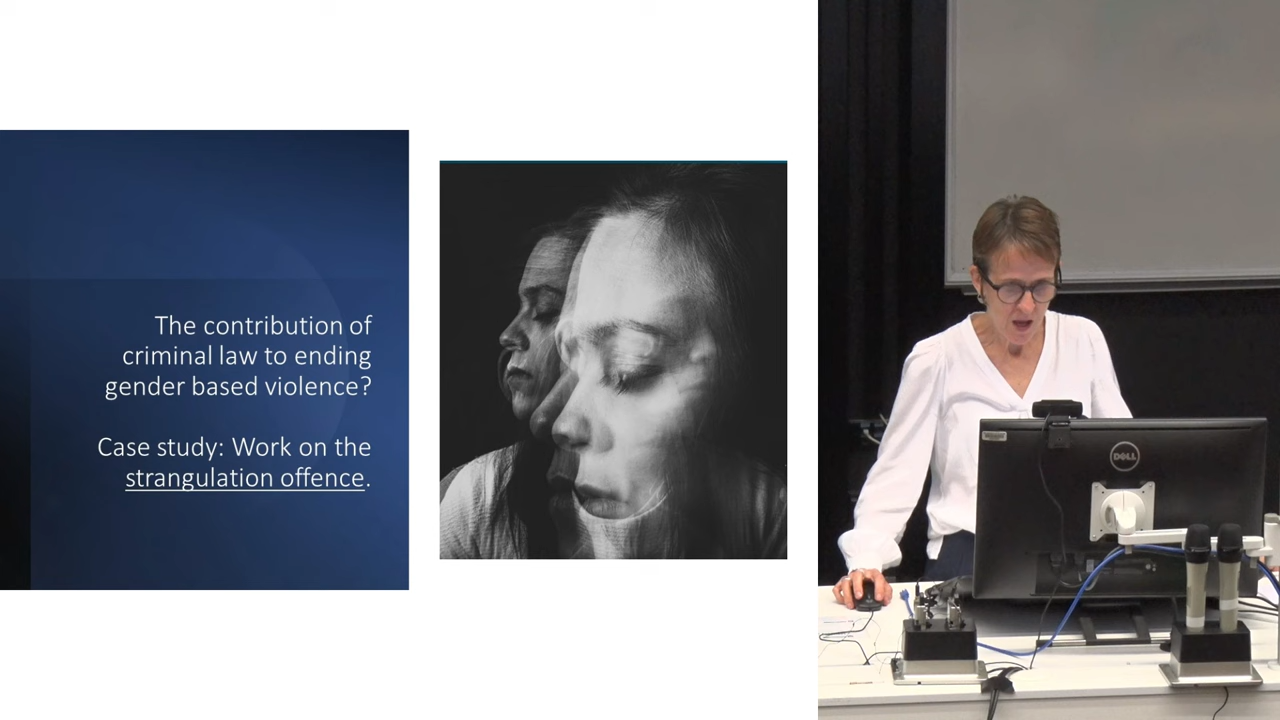 The contribution of
criminal law to ending
gender based violence?
Case study: Work on the
strangulation offence.
DELL